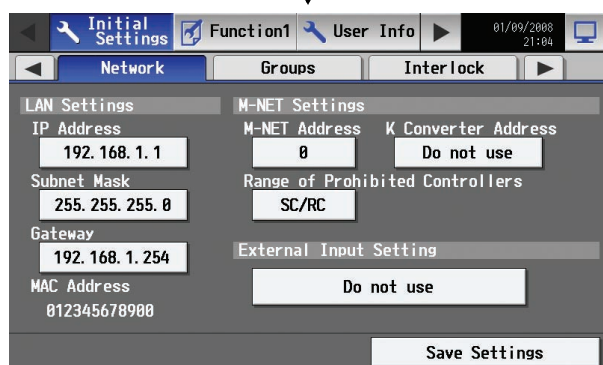 Initial Settings
Function1
User Info
01/09/2008
21:04
Network
Groups
Interlock
LAN Settings
IP Address
192.168.1.1
Subnet Mask
255.255.255.0
Gateway
192.168.1.254
MAC Address
012345678900
M-NET Settings
M-NET Address
K Converter Address
0
Do not use
Range of Prohibited Controllers
SC/RC
External Input Setting
Do not use
Save Settings